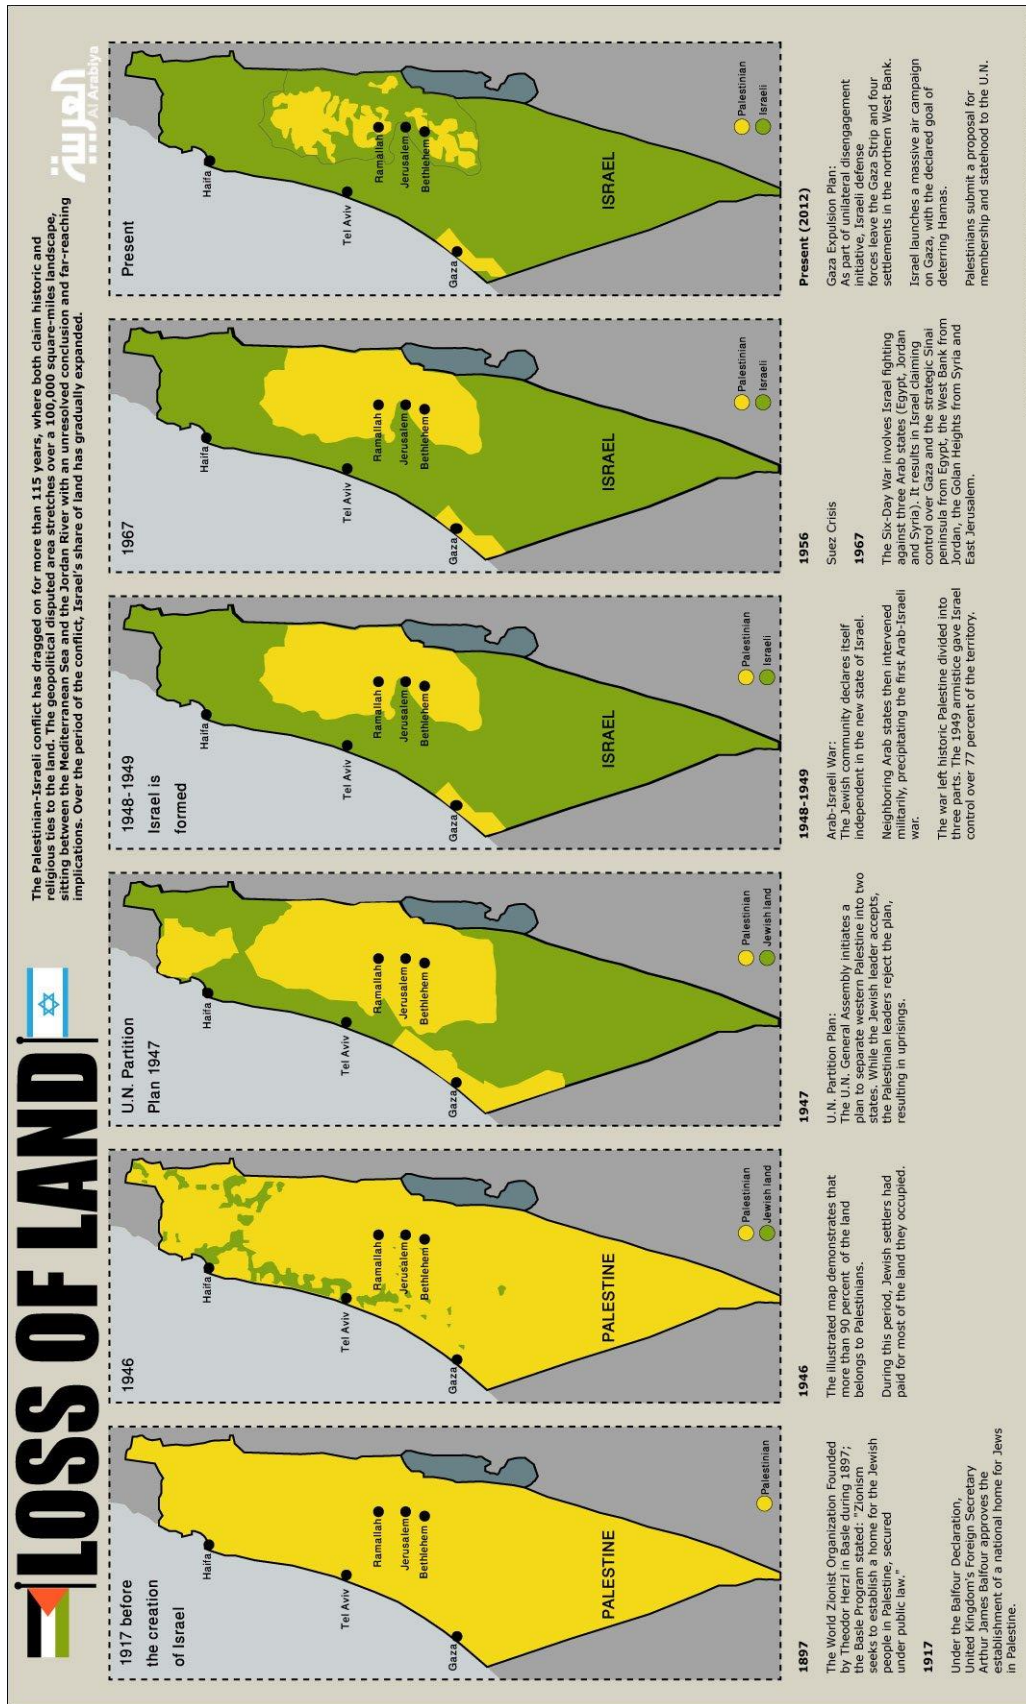 LOSS OF LAND
The Palestinian-Israeli conflict has dragged on for more than 115 years, where both claim historic and
religious ties to the land. The geopolitical disputed area stretches over a 100,000 square-miles landscape,
sitting between the Mediterranean Sea and the Jordan River with an unresolved conclusion and far-reaching
implications. Over the period of the conflict, Israel's share of land has gradually expanded.
العربية
Al Arabiya
1917 before
the creation
of Israel
Haifa
Tel Aviv
Ramallah
Jerusalem
Bethlehem
Gaza
PALESTINE
Palestinian
1946
Haifa
Tel Aviv
Ramallah
Jerusalem
Bethlehem
Gaza
PALESTINE
Palestinian
Jewish land
U.N. Partition
Plan 1947
Haifa
Tel Aviv
Ramallah
Jerusalem
Bethlehem
Gaza
Palestinian
Jewish land
1948-1949
Israel is
formed
Haifa
Tel Aviv
Ramallah
Jerusalem
Bethlehem
Gaza
ISRAEL
Palestinian
Israeli
1967
Haifa
Tel Aviv
Ramallah
Jerusalem
Bethlehem
Gaza
ISRAEL
Palestinian
Israeli
Present
Haifa
Tel Aviv
Ramallah
Jerusalem
Bethlehem
Gaza
ISRAEL
Palestinian
Israeli
1897
The World Zionist Organization Founded
by Theodor Herzl in Basle during 1897;
the Basle Program stated: "Zionism
seeks to establish a home for the Jewish
people in Palestine, secured
under public law."
1917
Under the Balfour Declaration,
United Kingdom's Foreign Secretary
Arthur James Balfour approves the
establishment of a national home for Jews
in Palestine.
1946
The illustrated map demonstrates that
more than 90 percent of the land
belongs to Palestinians.
During this period, Jewish settlers had
paid for most of the land they occupied.
1947
U.N. Partition Plan:
The U.N. General Assembly initiates a
plan to separate western Palestine into two
states. While the Jewish leader accepts,
the Palestinian leaders reject the plan,
resulting in uprisings.
1948-1949
Arab-Israeli War:
The Jewish community declares itself
independent in the new state of Israel.
Neighboring Arab states then intervened
militarily, precipitating the first Arab-Israeli
war.
The war left historic Palestine divided into
three parts. The 1949 armistice gave Israel
control over 77 percent of the territory.
1956
Suez Crisis
1967
The Six-Day War involves Israel fighting
against three Arab states (Egypt, Jordan
and Syria). It results in Israel claiming
control over Gaza and the strategic Sinai
peninsula from Egypt, the West Bank from
Jordan, the Golan Heights from Syria and
East Jerusalem.
Present (2012)
Gaza Expulsion Plan:
As part of unilateral disengagement
initiative, Israeli defense
forces leave the Gaza Strip and four
settlements in the northern West Bank.
Israel launches a massive air campaign
on Gaza, with the declared goal of
deterring Hamas.
Palestinians submit a proposal for
membership and statehood to the U.N.